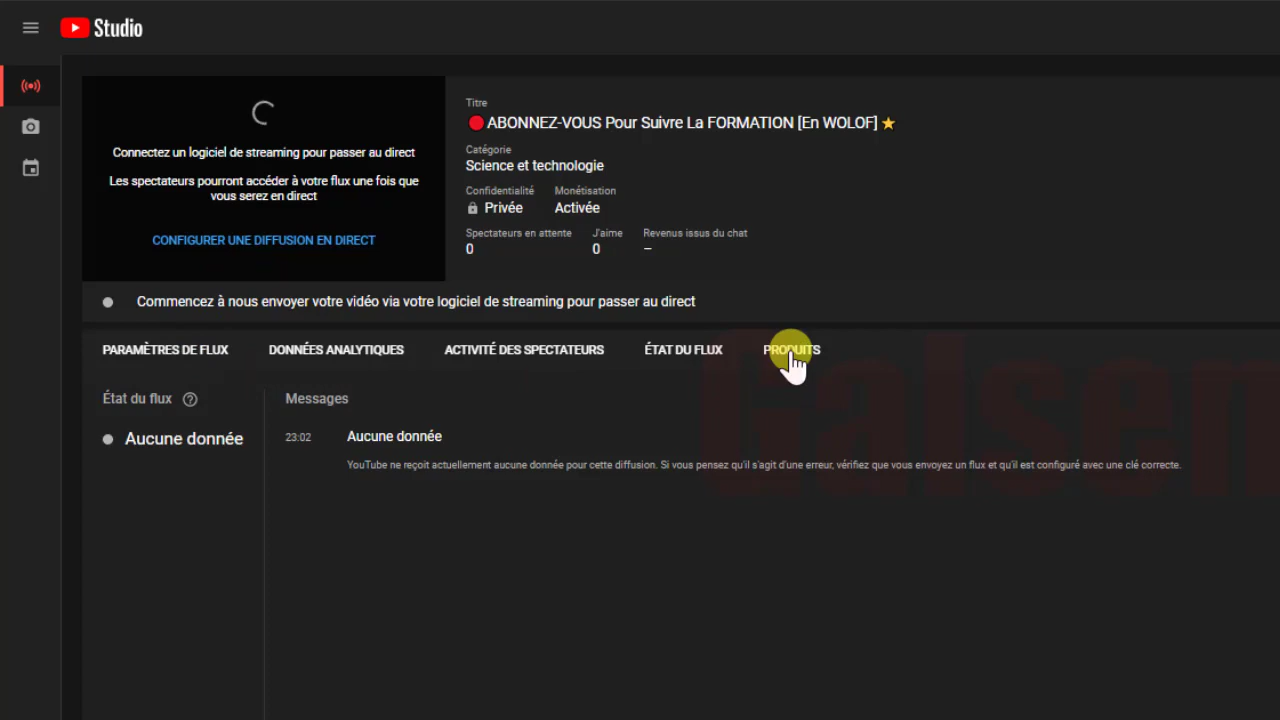 Studio
Connectez un logiciel de streaming pour passer au direct
Les spectateurs pourront accéder à votre flux une fois que
vous serez en direct
CONFIGURER UNE DIFFUSION EN DIRECT
Titre
🔴ABONNEZ-VOUS Pour Suivre La FORMATION [En WOLOF]⭐
Catégorie
Science et technologie
Confidentialité Monétisation
Privée Activée
Spectateurs en attente J'aime Revenus issus du chat
0 0 –
Commencez à nous envoyer votre vidéo via votre logiciel de streaming pour passer au direct
PARAMÈTRES DE FLUX DONNÉES ANALYTIQUES ACTIVITÉ DES SPECTATEURS ÉTAT DU FLUX PRODUITS
État du flux Messages
Aucune donnée 23:02 Aucune donnée
YouTube ne reçoit actuellement aucune donnée pour cette diffusion. Si vous pensez qu'il s'agit d'une erreur, vérifiez que vous envoyez un flux et qu'il est configuré avec une clé correcte.
Galsen